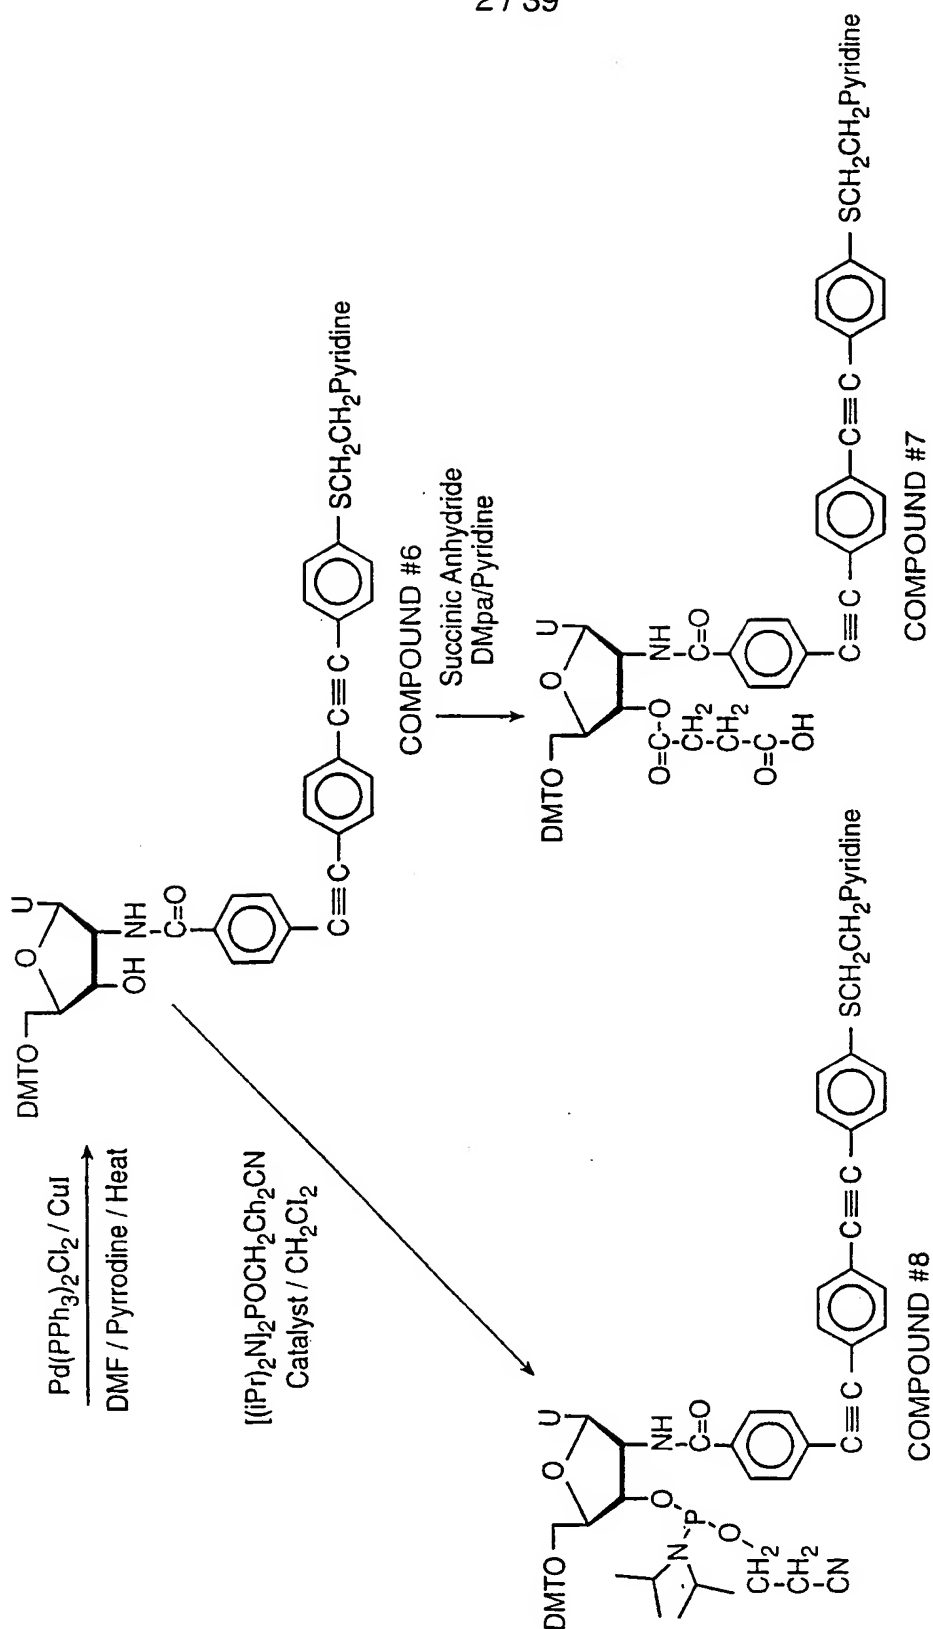 2 / 39
Pd(PPh3)2Cl2 / CuI
DMF / Pyrrodine / Heat
DMTO
O
U
OH
NH
C=O
C≡C
C≡C
SCH2CH2Pyridine
COMPOUND #6
[(iPr)2N]2POCH2Ch2CN
Catalyst / CH2Cl2
Succinic Anhydride
DMpa/Pyridine
DMTO
O
U
O
P
N
O
CH2
CH2
CN
NH
C=O
C≡C
C≡C
SCH2CH2Pyridine
COMPOUND #8
DMTO
O
U
O
O=C
CH2
CH2
O=C
OH
NH
C=O
C≡C
C≡C
SCH2CH2Pyridine
COMPOUND #7